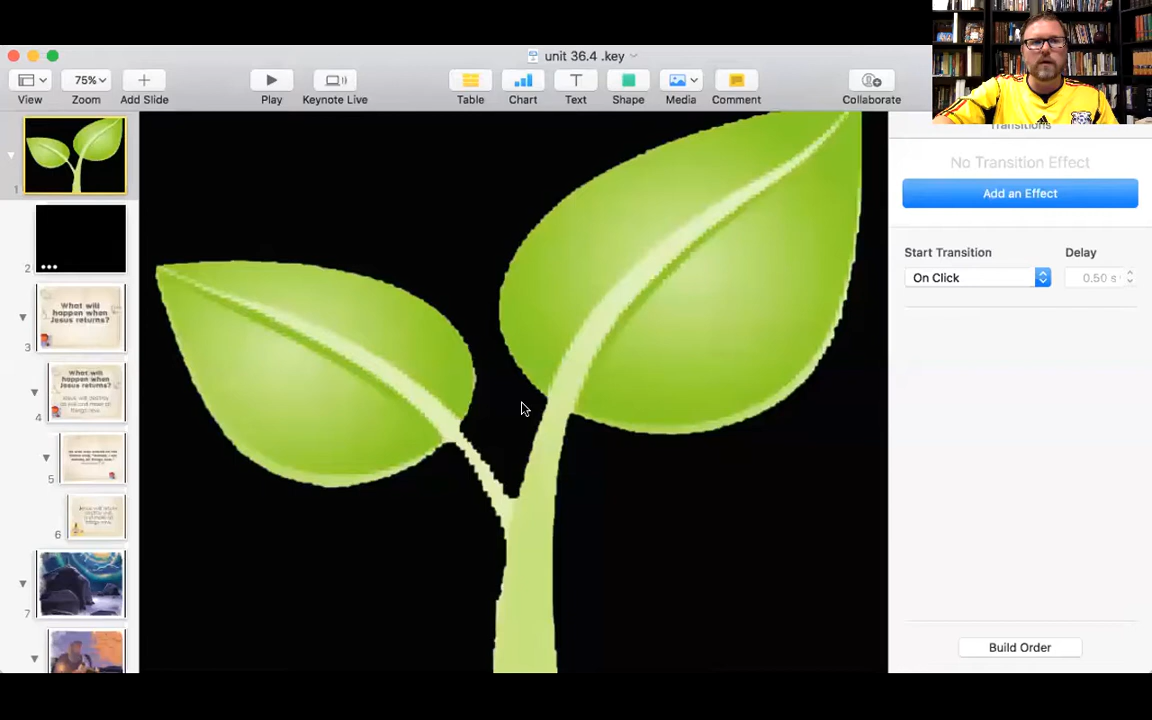 unit 36.4 .key
75%
View
Zoom
Add Slide
Play
Keynote Live
Table
Chart
Text
Shape
Media
Comment
Collaborate
Transitions
No Transition Effect
Add an Effect
Start Transition
Delay
On Click
0.50 s
Build Order
1
2
3
What will
happen when
Jesus returns?
4
What will
happen when
Jesus returns?
5
6
7